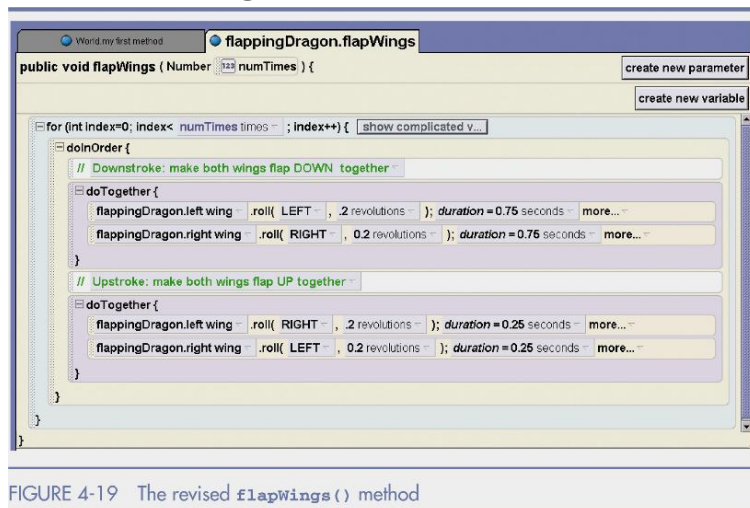 World.my first method flappingDragon.flapWings
public void flapWings ( Number 123 numTimes ) { create new parameter
create new variable
for (int index=0; index< numTimes times ; index++) { show complicated v...
doInOrder {
// Downstroke: make both wings flap DOWN together
doTogether {
flappingDragon.left wing .roll( LEFT , .2 revolutions ); duration = 0.75 seconds more...
flappingDragon.right wing .roll( RIGHT , 0.2 revolutions ); duration = 0.75 seconds more...
}
// Upstroke: make both wings flap UP together
doTogether {
flappingDragon.left wing .roll( RIGHT , .2 revolutions ); duration = 0.25 seconds more...
flappingDragon.right wing .roll( LEFT , 0.2 revolutions ); duration = 0.25 seconds more...
}
}
}
}
FIGURE 4-19 The revised flapWings() method